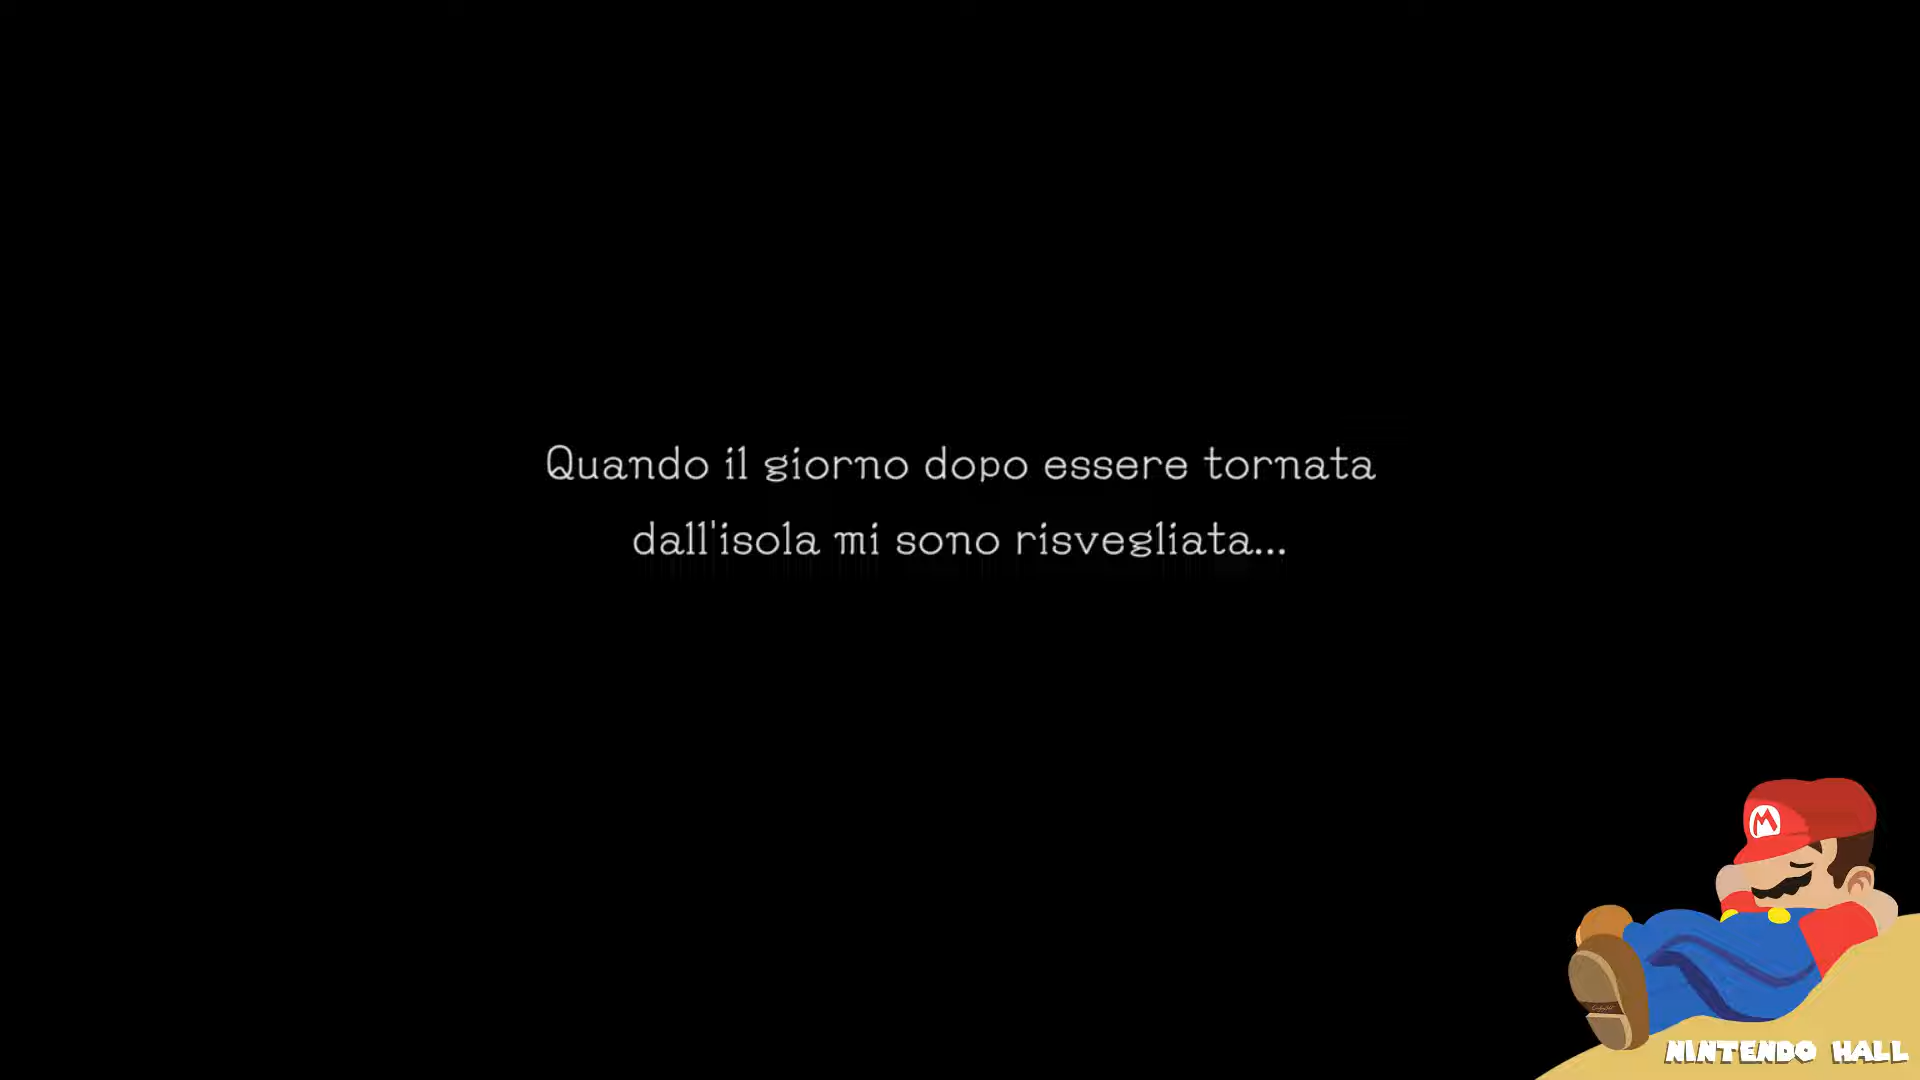 Quando il giorno dopo essere tornata
dall'isola mi sono risvegliata...
M
NINTENDO HALL